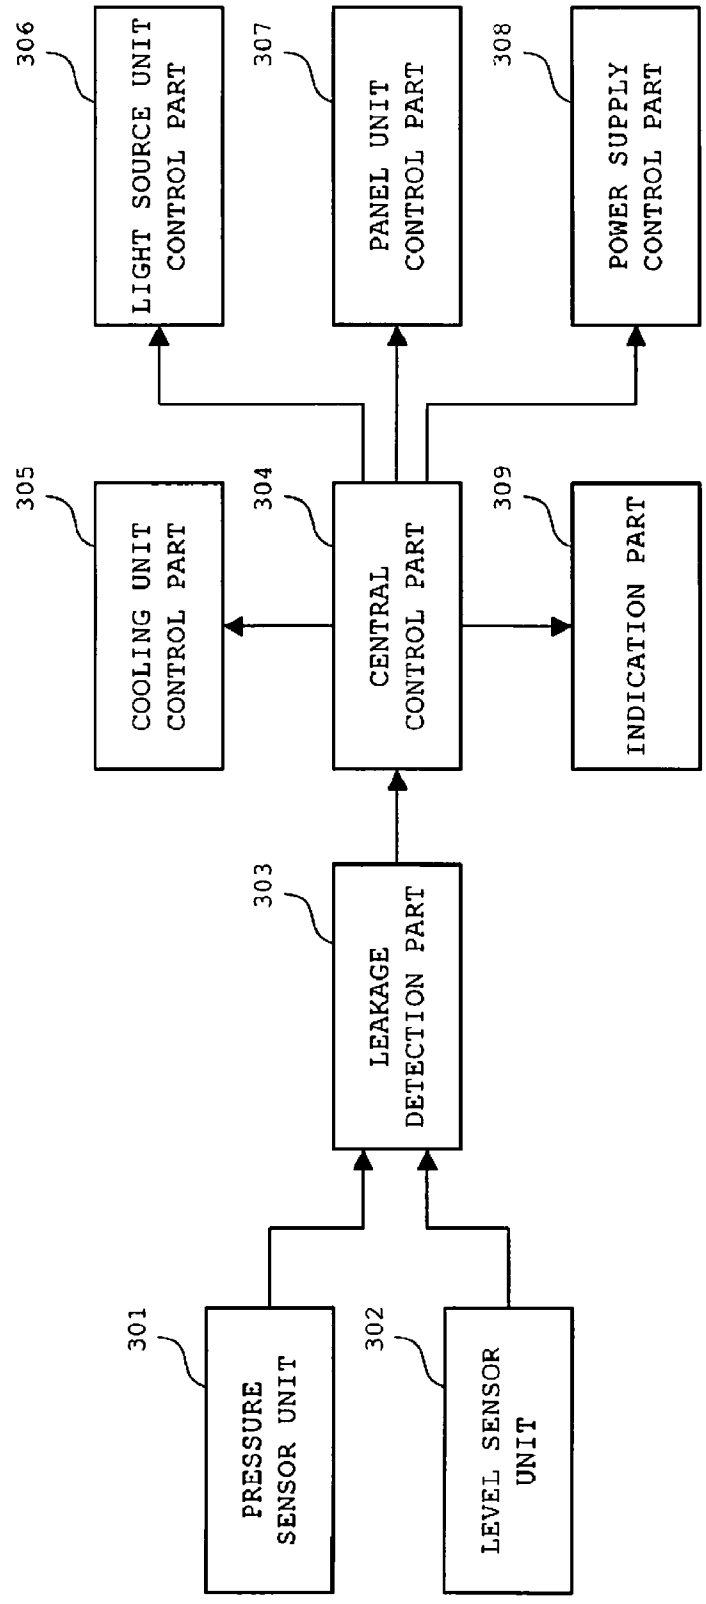 301
PRESSURE
SENSOR UNIT
302
LEVEL SENSOR
UNIT
303
LEAKAGE
DETECTION PART
305
COOLING UNIT
CONTROL PART
304
CENTRAL
CONTROL PART
309
INDICATION PART
306
LIGHT SOURCE UNIT
CONTROL PART
307
PANEL UNIT
CONTROL PART
308
POWER SUPPLY
CONTROL PART